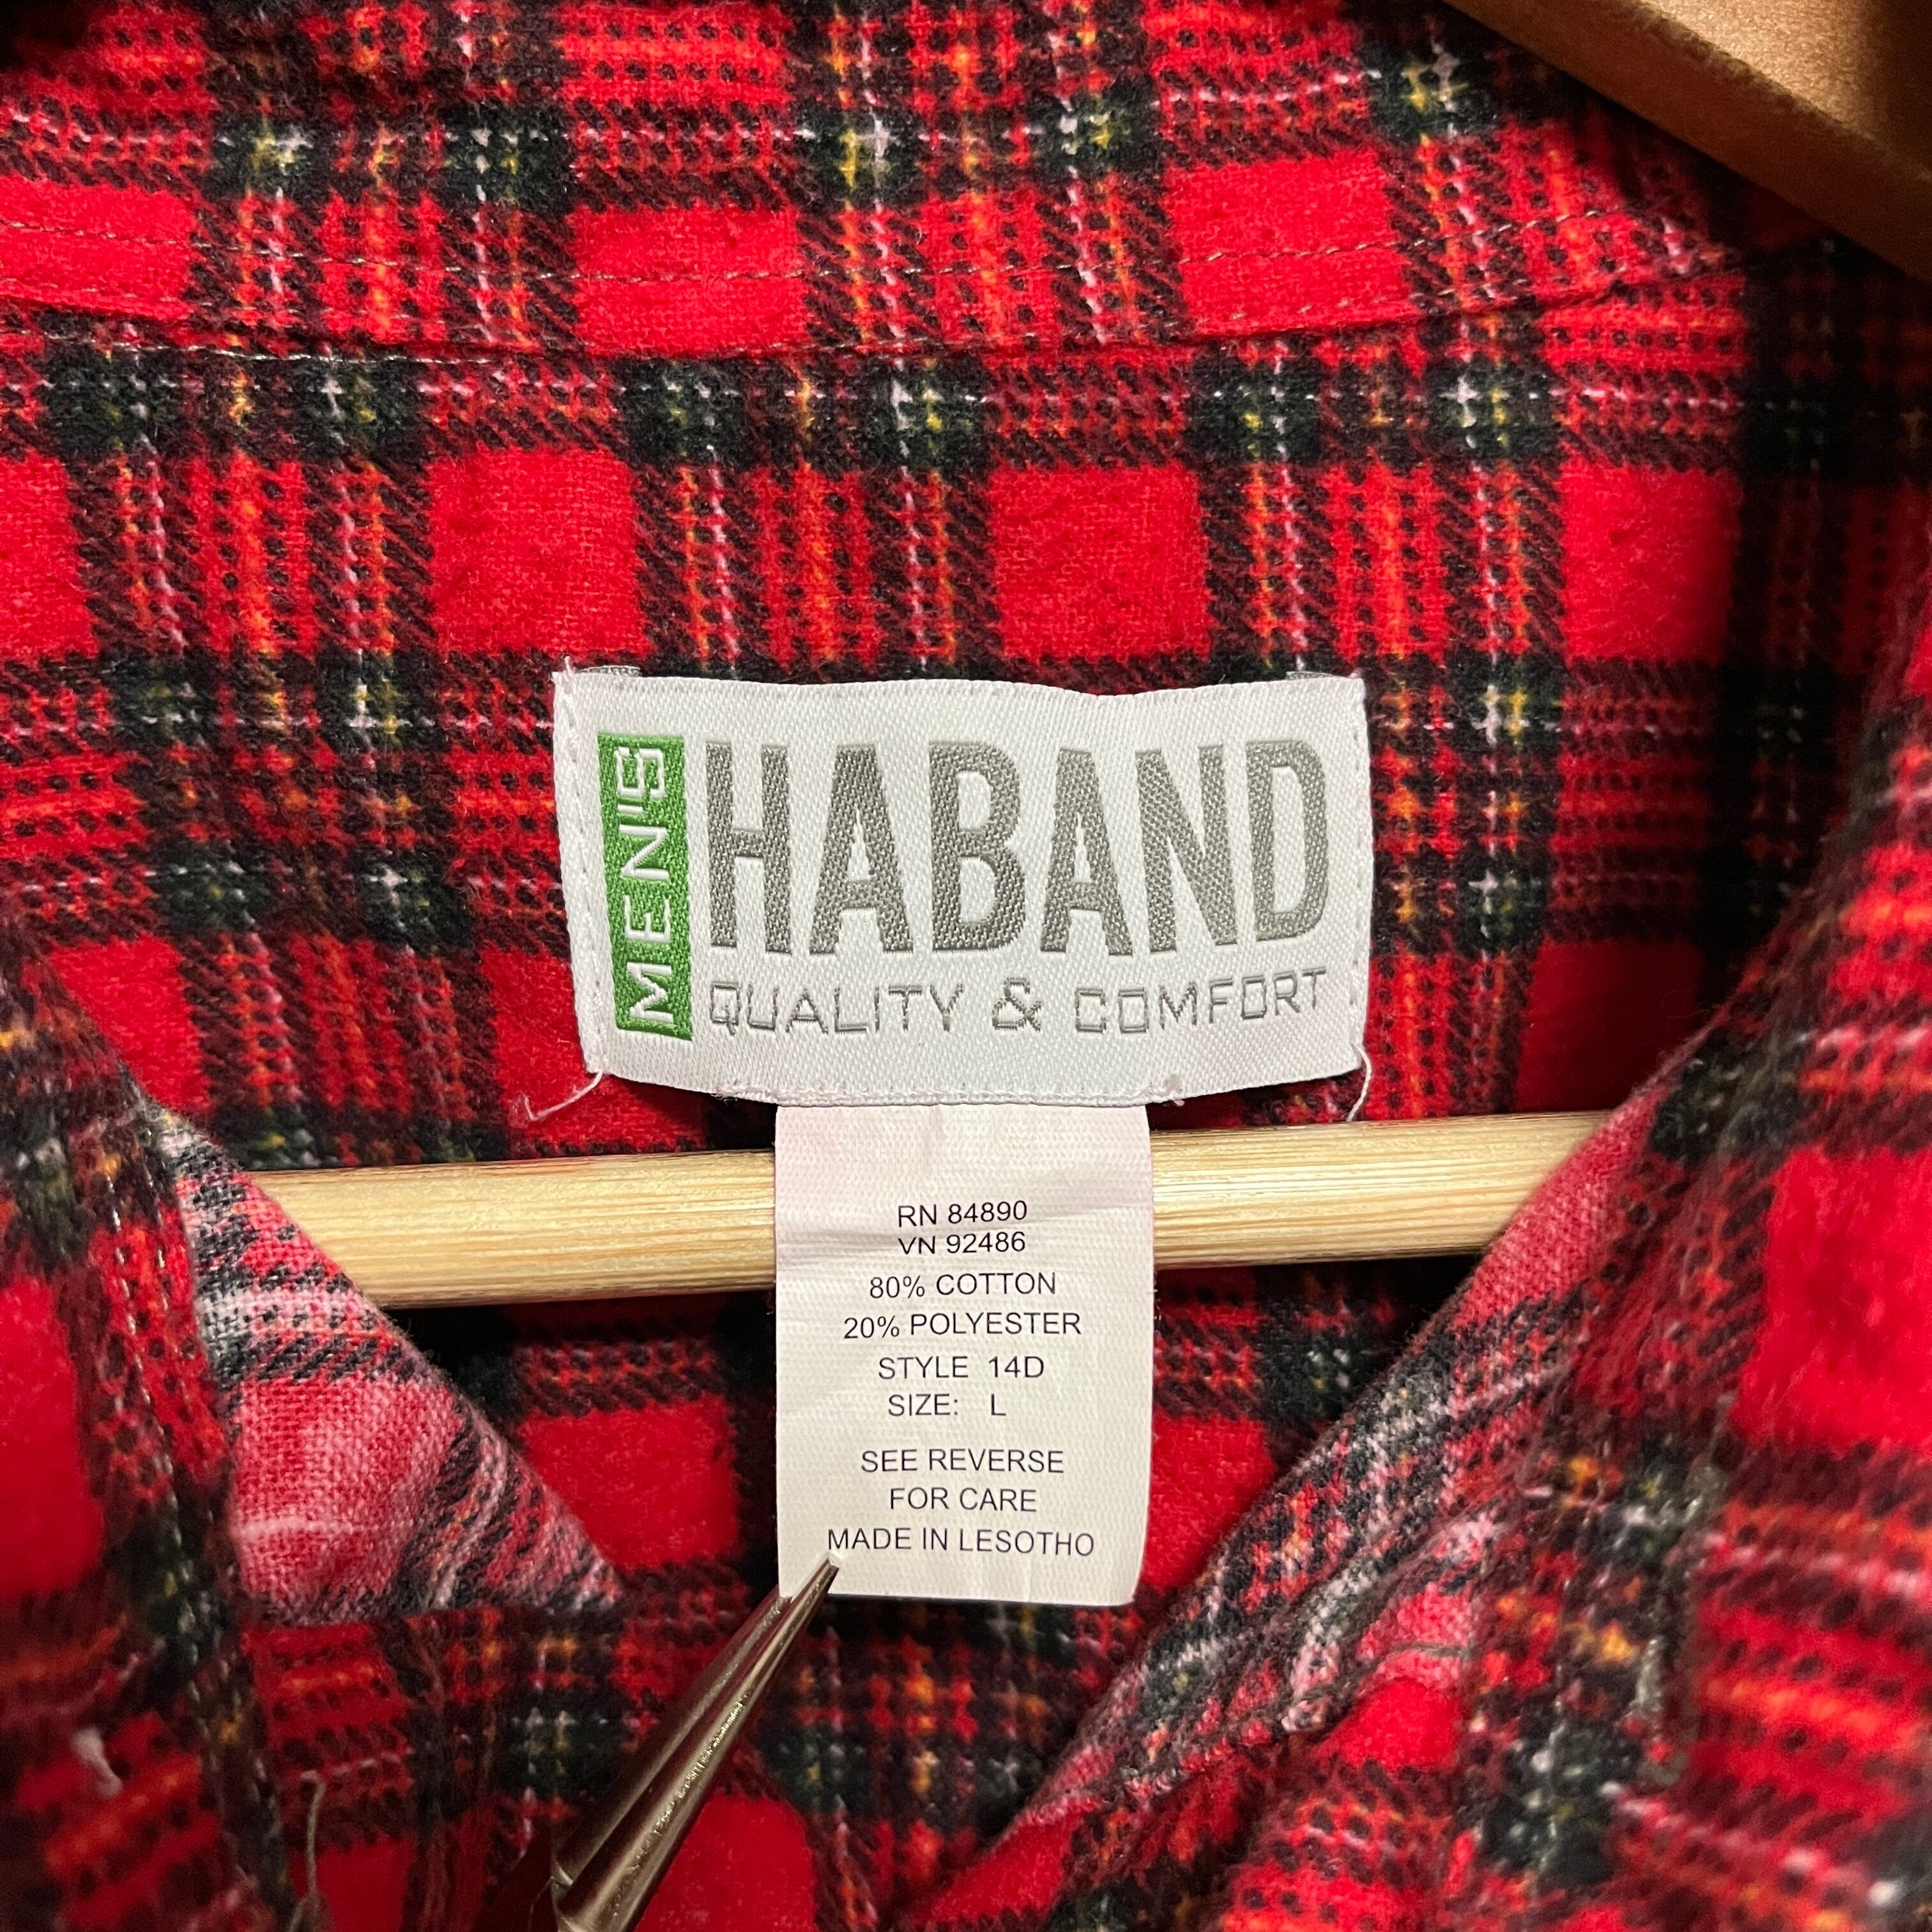 MEN'S
HABAND
QUALITY & COMFORT
RN 84890
VN 92486
80% COTTON
20% POLYESTER
STYLE 14D
SIZE: L
SEE REVERSE
FOR CARE
MADE IN LESOTHO